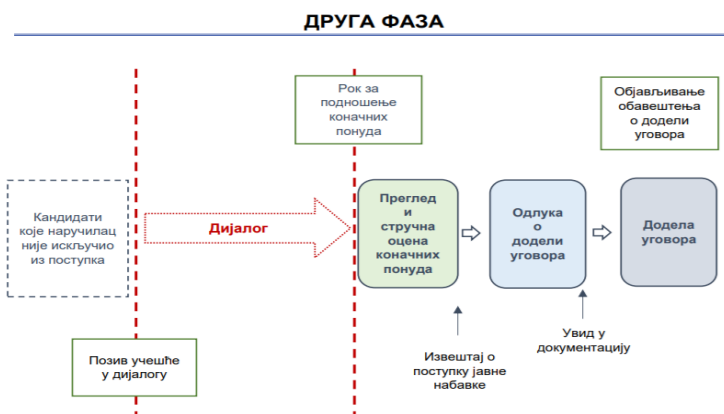 ДРУГА ФАЗА
Рок за
подношење
коначних
понуда
Објављивање
обавештења
о додели
уговора
Кандидати
које наручилац
није искључио
из поступка
Дијалог
Преглед
и
стручна
оцена
коначних
понуда
Одлука
о
додели
уговора
Додела
уговора
Позив учешће
у дијалогу
Извештај о
поступку јавне
набавке
Увид у
документацију